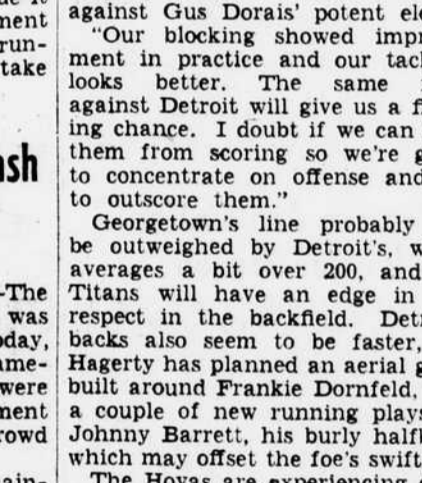 ment
run-
take
ash
-The
was
oday,
ame-
were
ment
rowd
ain-
against Gus Dorais' potent ele
"Our blocking showed impr
ment in practice and our tac
looks better. The same
against Detroit will give us a fi
ing chance. I doubt if we can
them from scoring so we're g
to concentrate on offense and
to outscore them."
Georgetown's line probably
be outweighed by Detroit's, w
averages a bit over 200, and
Titans will have an edge in
respect in the backfield. Det
backs also seem to be faster,
Hagerty has planned an aerial g
built around Frankie Dornfeld,
a couple of new running plays
Johnny Barrett, his burly halfb
which may offset the foe's swift
The Hoyas are experiencing